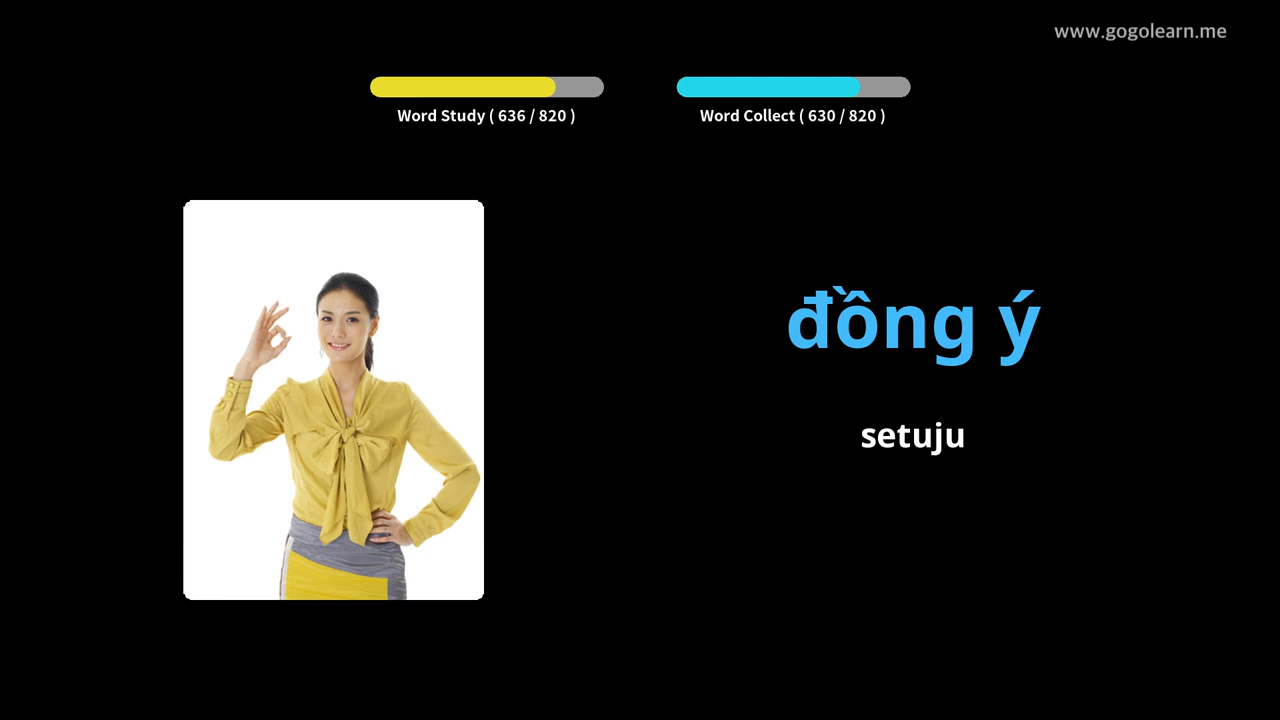 www.gogolearn.me
Word Study ( 636 / 820 )
Word Collect ( 630 / 820 )
đồng ý
setuju